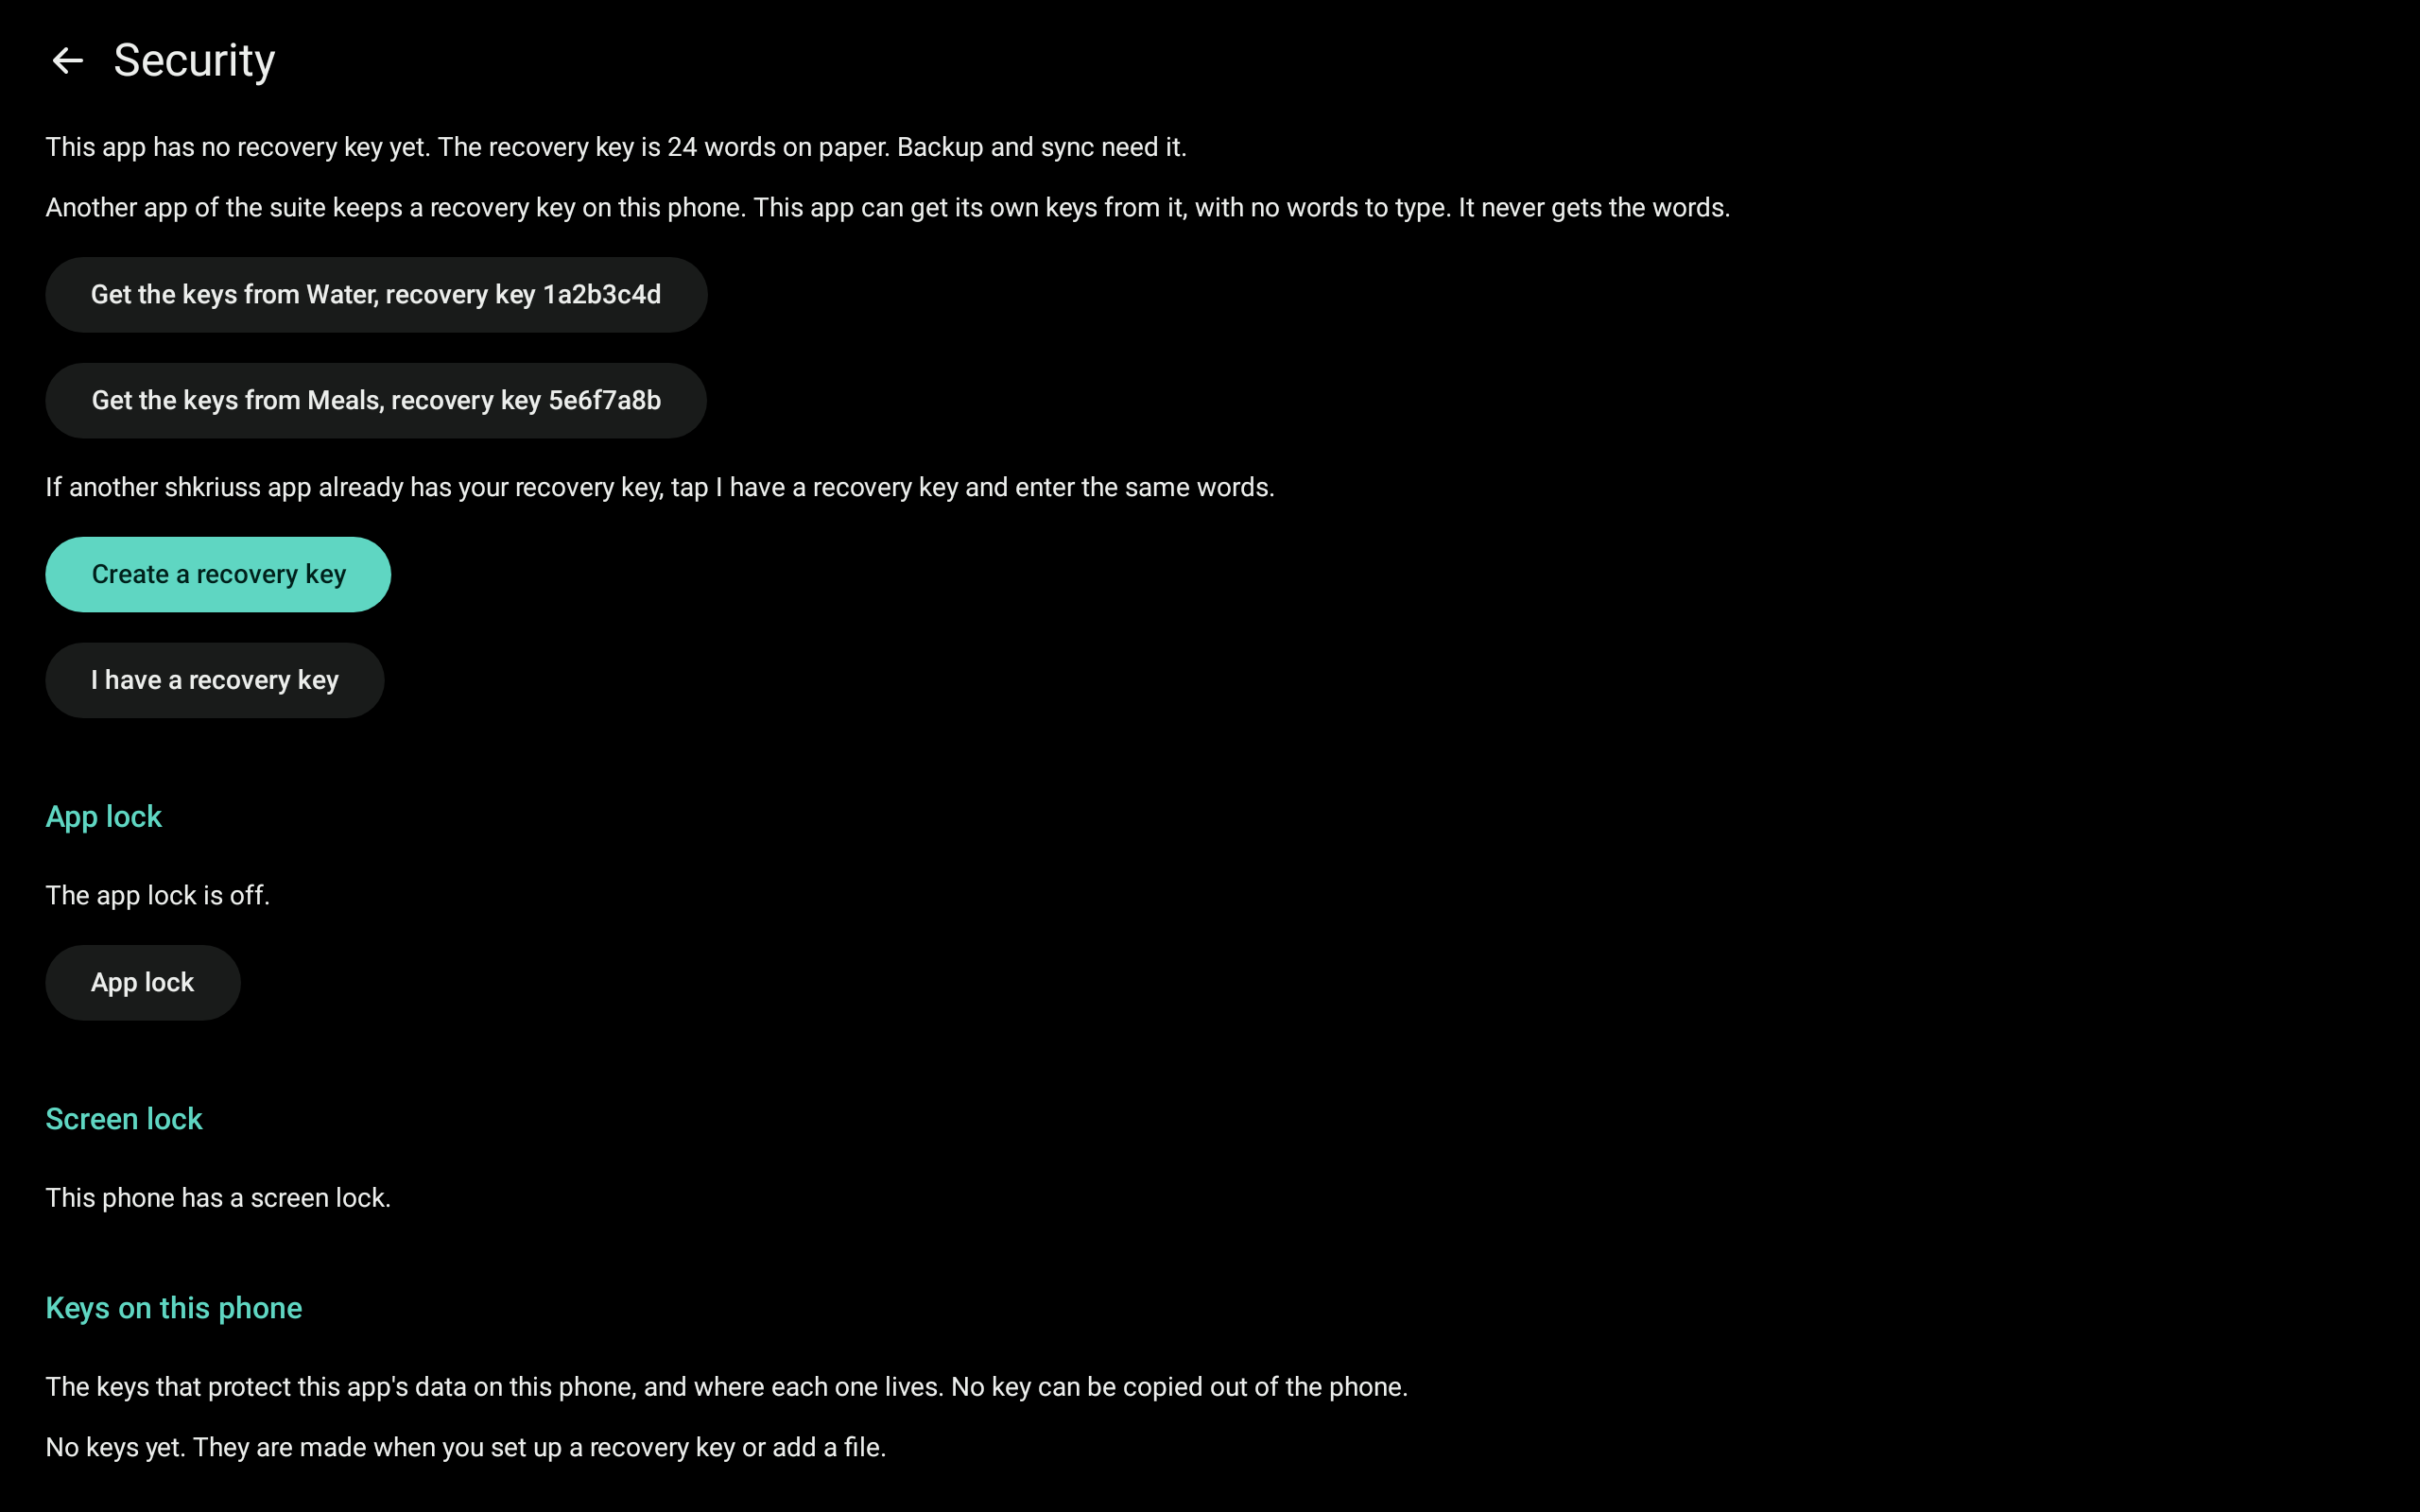 Security
This app has no recovery key yet. The recovery key is 24 words on paper. Backup and sync need it.
Another app of the suite keeps a recovery key on this phone. This app can get its own keys from it, with no words to type. It never gets the words.
Get the keys from Water, recovery key 1a2b3c4d
Get the keys from Meals, recovery key 5e6f7a8b
If another shkriuss app already has your recovery key, tap I have a recovery key and enter the same words.
Create a recovery key
I have a recovery key
App lock
The app lock is off.
App lock
Screen lock
This phone has a screen lock.
Keys on this phone
The keys that protect this app's data on this phone, and where each one lives. No key can be copied out of the phone.
No keys yet. They are made when you set up a recovery key or add a file.